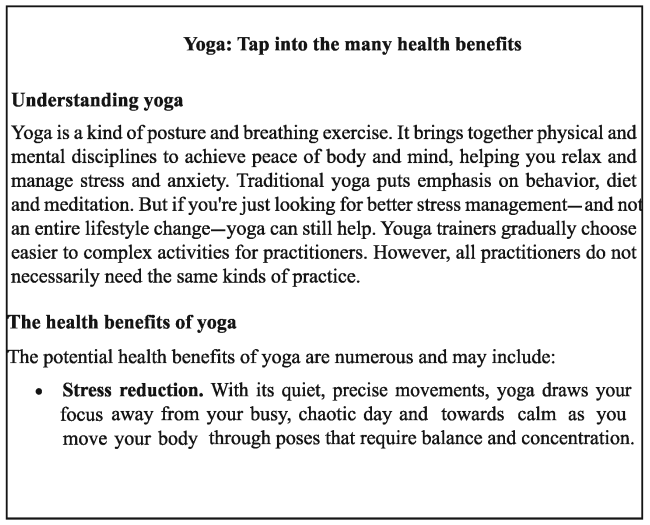 Yoga: Tap into the many health benefits
Understanding yoga
Yoga is a kind of posture and breathing exercise. It brings together physical and
mental disciplines to achieve peace of body and mind, helping you relax and
manage stress and anxiety. Traditional yoga puts emphasis on behavior, diet
and meditation. But if you're just looking for better stress management—and not
an entire lifestyle change—yoga can still help. Youga trainers gradually choose
easier to complex activities for practitioners. However, all practitioners do not
necessarily need the same kinds of practice.
The health benefits of yoga
The potential health benefits of yoga are numerous and may include:
• Stress reduction. With its quiet, precise movements, yoga draws your
focus away from your busy, chaotic day and towards calm as you
move your body through poses that require balance and concentration.